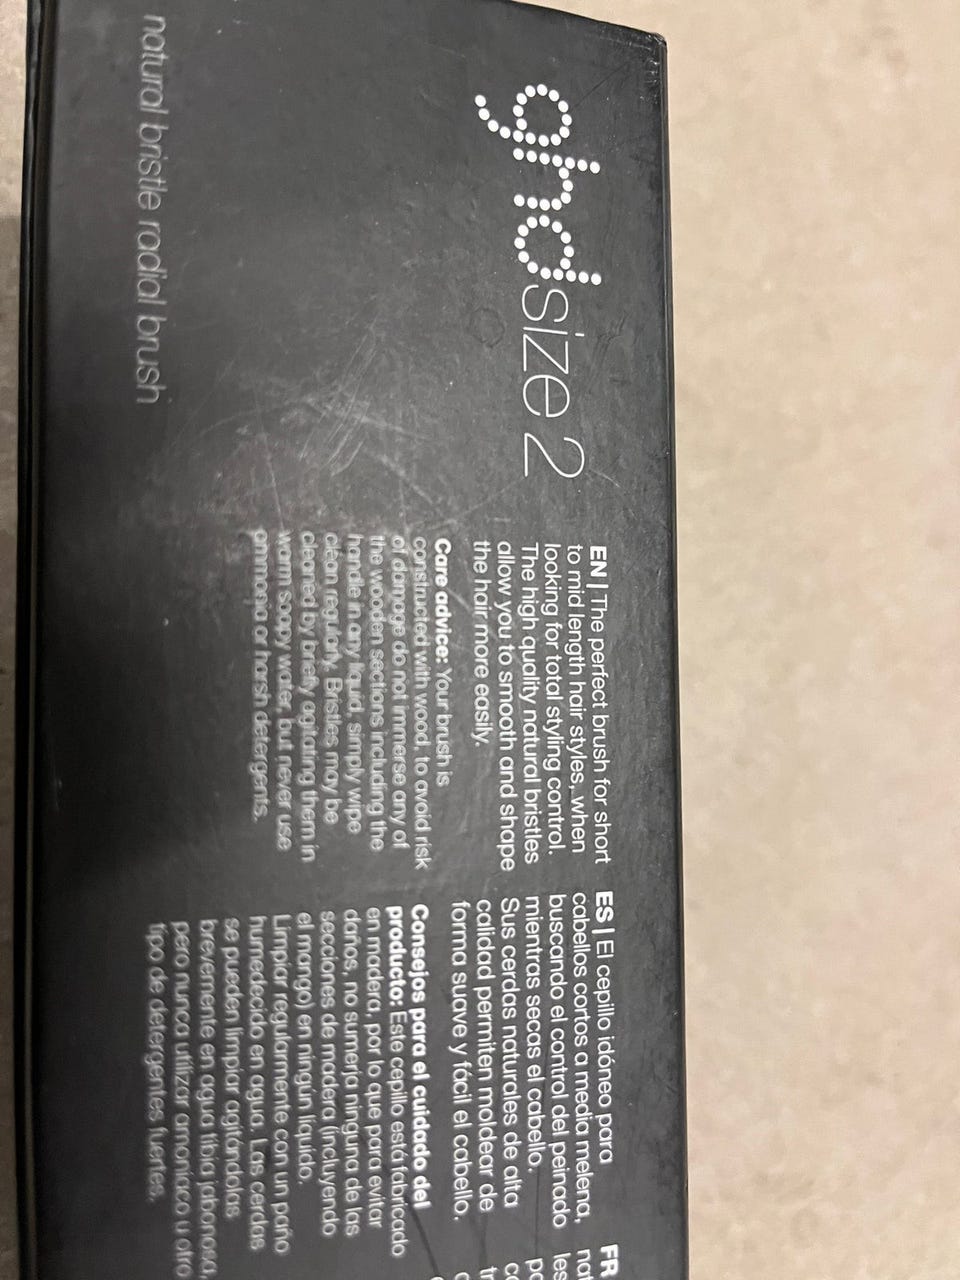 ghd size 2
natural bristle radial brush
EN | The perfect brush for short
to mid length hair styles, when
looking for total styling control.
The high quality natural bristles
allow you to smooth and shape
the hair more easily.
Care advice: Your brush is
constructed with wood, to avoid risk
of damage do not immerse any of
the wooden sections, including the
handle in any liquid, simply wipe
clean regularly. Bristles may be
cleaned by briefly agitating them in
warm soapy water, but never use
ammonia or harsh detergents.
ES | El cepillo idóneo para
cabellos cortos a media melena,
buscando el control del peinado
mientras secas el cabello.
Sus cerdas naturales de alta
calidad permiten moldear de
forma suave y fácil el cabello.
Consejos para el cuidado del
producto: Este cepillo está fabricado
en madera, por lo que para evitar
daños, no sumerja ninguna de las
secciones de madera (incluyendo
el mango) en ningún líquido.
Limpiar regularmente con un paño
humedecido en agua. Las cerdas
se pueden limpiar agitándolas
brevemente en agua tibia jabonosa,
pero nunca utilizar amoníaco u otro
tipo de detergentes fuertes.
FR
nat
les